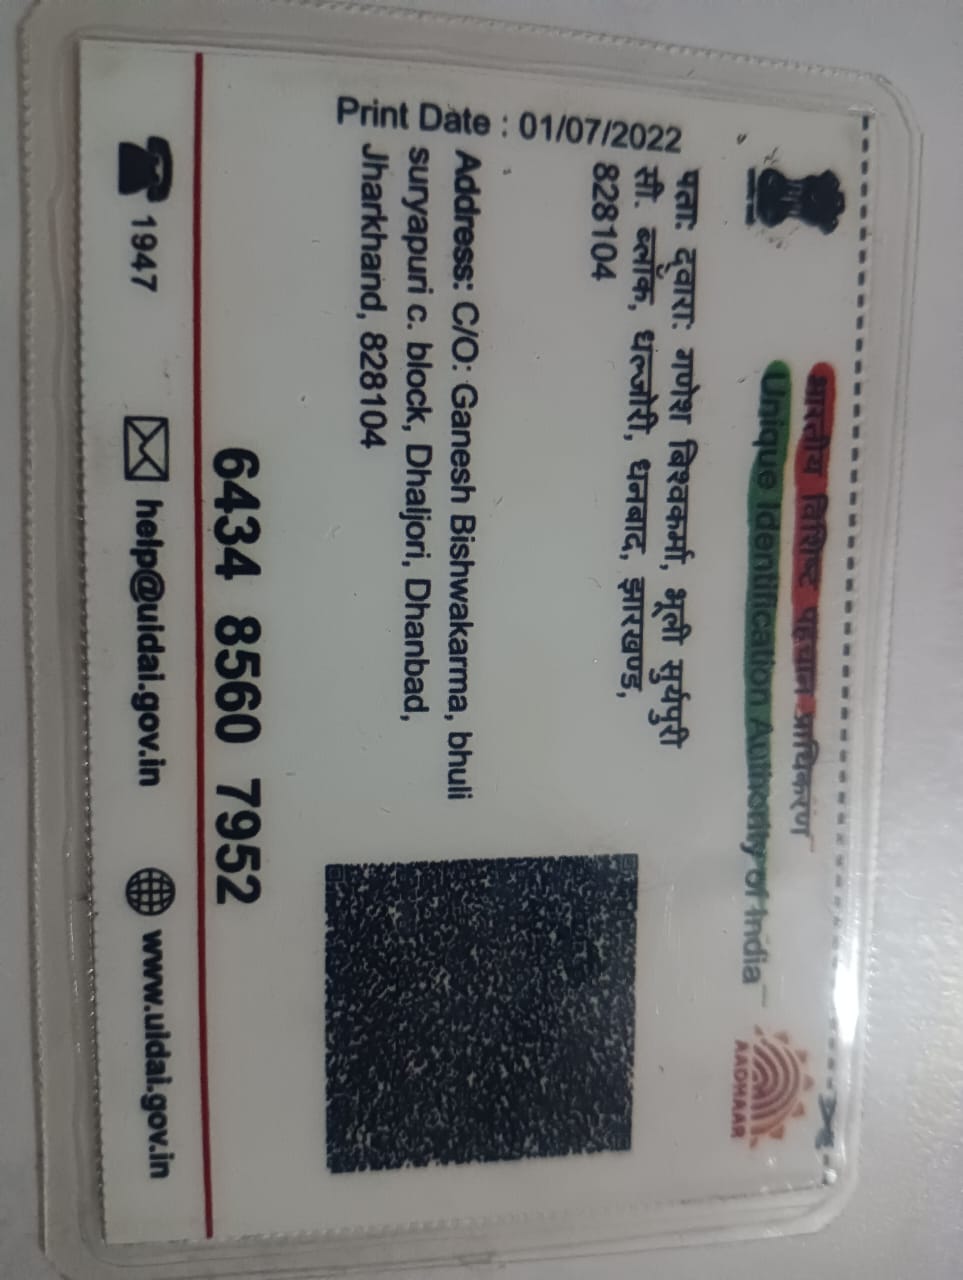 भारतीय विशिष्ट पहचान प्राधिकरण
Unique Identification Authority of India
AADHAAR
Print Date : 01/07/2022
पता: द्वारा: गणेश बिश्वकर्मा, भूली सुर्यपुरी
सी. ब्लॉक, धल्जोरी, धनबाद, झारखण्ड,
828104
Address: C/O: Ganesh Bishwakarma, bhuli
suryapuri c. block, Dhaljori, Dhanbad,
Jharkhand, 828104
6434 8560 7952
1947
help@uidai.gov.in
www.uidai.gov.in